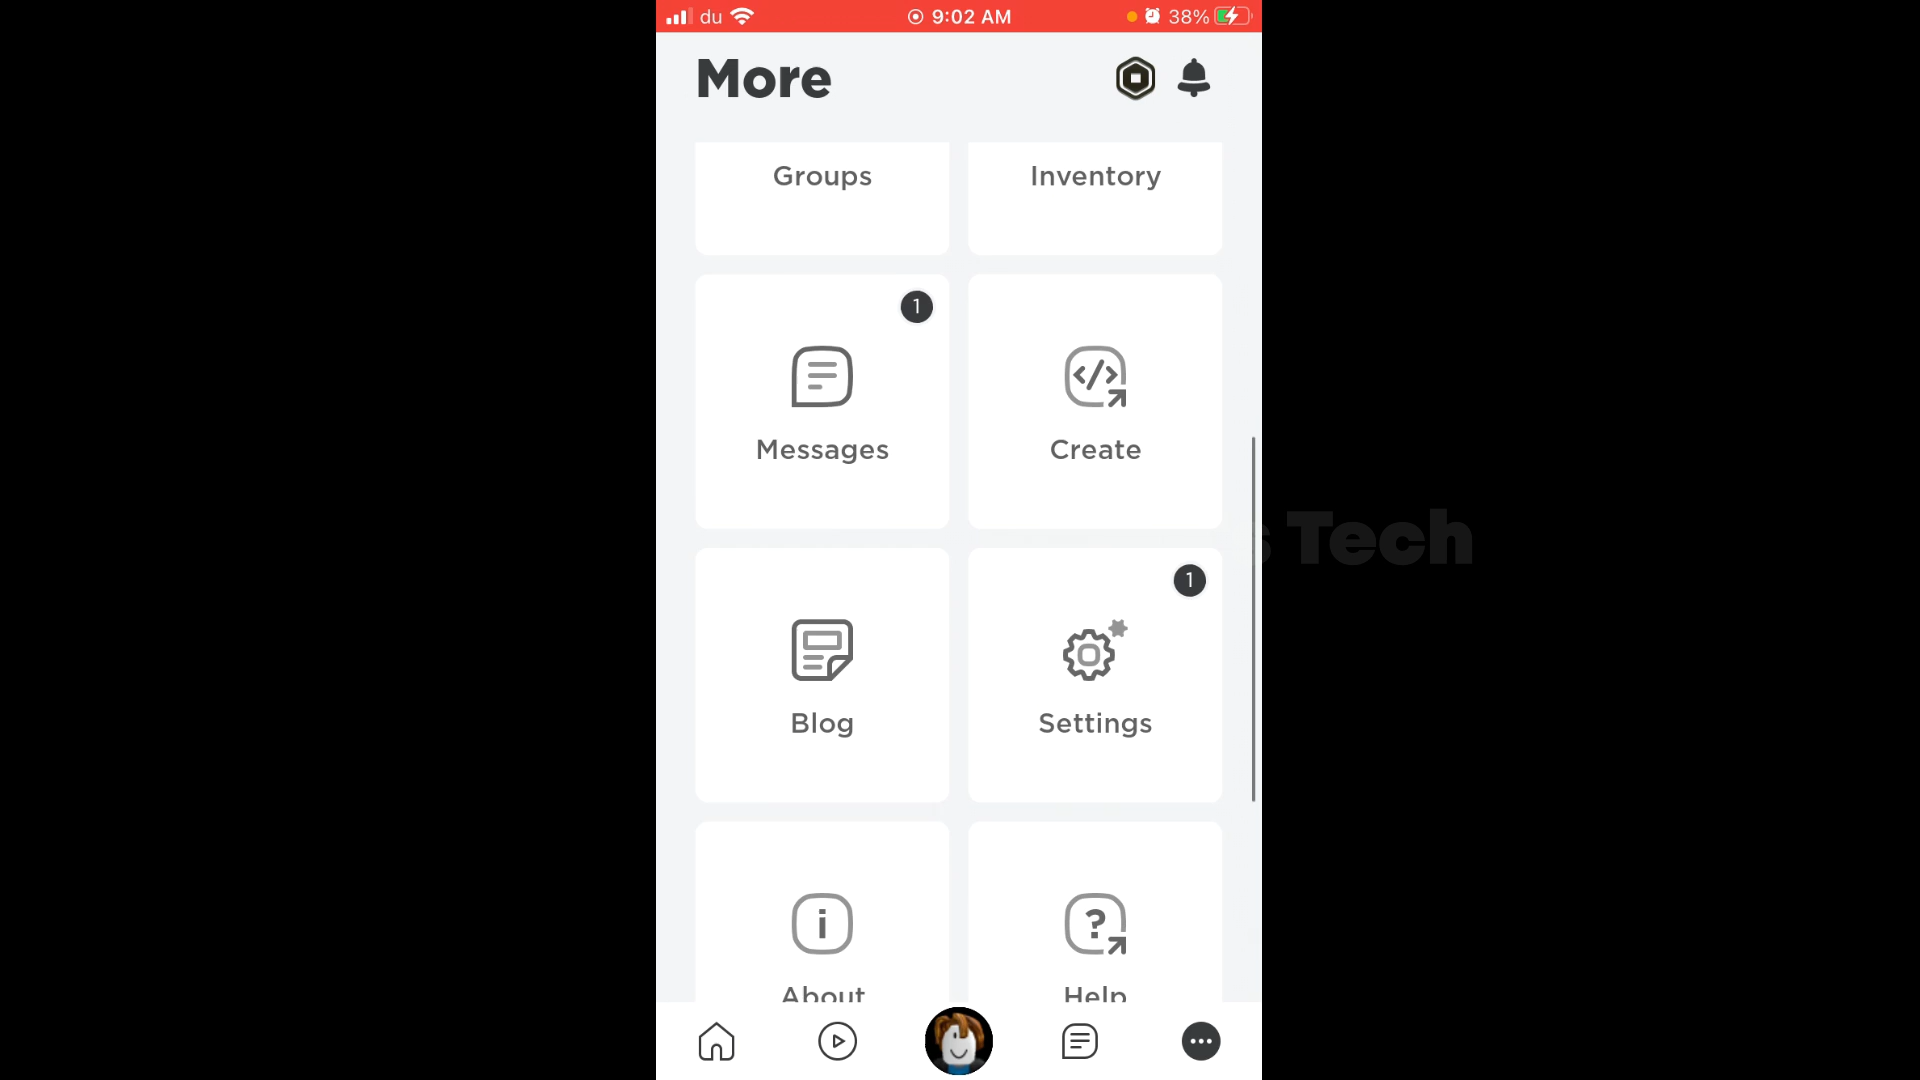 du 9:02 AM 38%
More
Groups Inventory
1
Messages Create
1
Blog Settings
About Help
s Tech